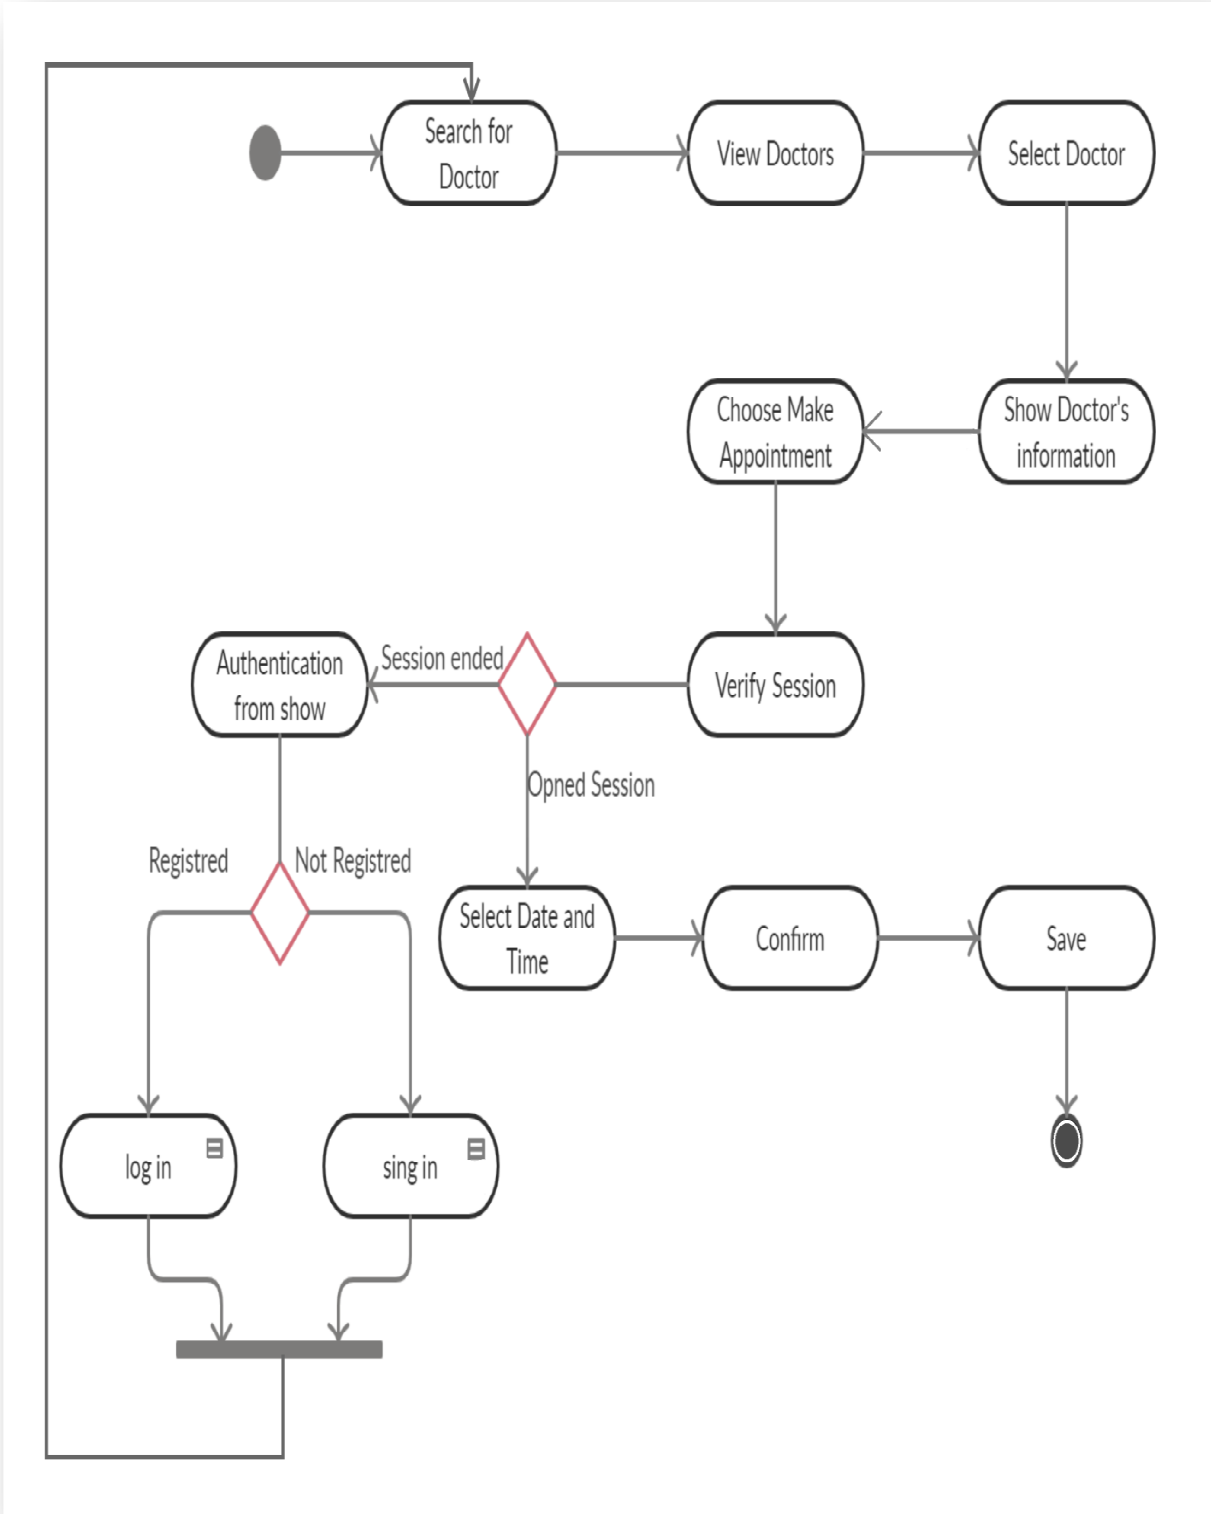 Search for
Doctor
View Doctors
Select Doctor
Choose Make
Appointment
Show Doctor's
information
Authentication
from show
Session ended
Verify Session
Opned Session
Registred
Not Registred
Select Date and
Time
Confirm
Save
log in
sing in